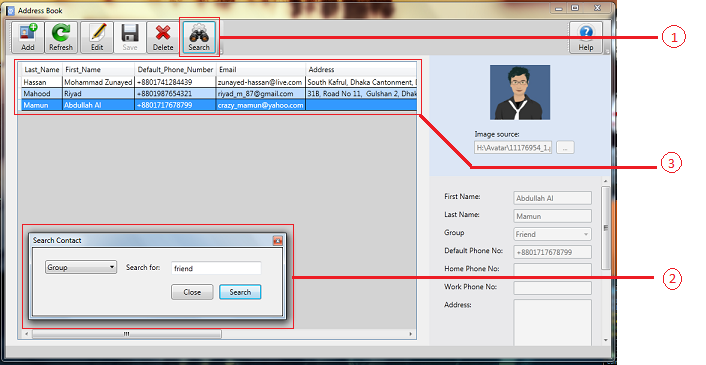 Address Book
Add Refresh Edit Save Delete Search Help
1
Last_Name First_Name Default_Phone_Number Email Address
Hassan Mohammad Zunayed +8801741284439 zunayed-hassan@live.com South Kafrul, Dhaka Cantonment,
Mahood Riyad +8801987654321 riyad_m_87@gmail.com 31B, Road No 11, Gulshan 2, Dhak
Mamun Abdullah Al +8801717678799 crazy_mamun@yahoo.com
Image source:
H:\Avatar\11176954_1.j ...
3
First Name: Abdullah Al
Last Name: Mamun
Group Friend
Default Phone No: +8801717678799
Home Phone No:
Work Phone No:
Address:
Search Contact
Group Search for: friend
Close Search
2